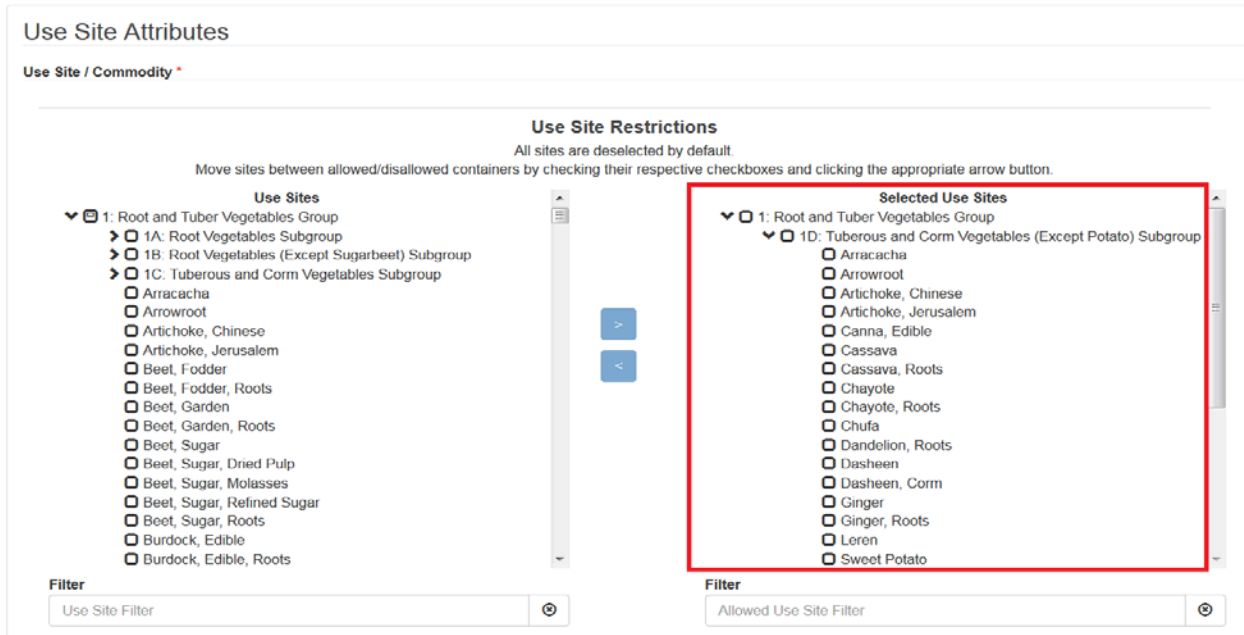 Use Site Attributes
Use Site / Commodity *
Use Site Restrictions
All sites are deselected by default.
Move sites between allowed/disallowed containers by checking their respective checkboxes and clicking the appropriate arrow button.
Use Sites
1: Root and Tuber Vegetables Group
1A: Root Vegetables Subgroup
1B: Root Vegetables (Except Sugarbeet) Subgroup
1C: Tuberous and Corm Vegetables Subgroup
Arracacha
Arrowroot
Artichoke, Chinese
Artichoke, Jerusalem
Beet, Fodder
Beet, Fodder, Roots
Beet, Garden
Beet, Garden, Roots
Beet, Sugar
Beet, Sugar, Dried Pulp
Beet, Sugar, Molasses
Beet, Sugar, Refined Sugar
Beet, Sugar, Roots
Burdock, Edible
Burdock, Edible, Roots
Filter
Use Site Filter
>
<
Selected Use Sites
1: Root and Tuber Vegetables Group
1D: Tuberous and Corm Vegetables (Except Potato) Subgroup
Arracacha
Arrowroot
Artichoke, Chinese
Artichoke, Jerusalem
Canna, Edible
Cassava
Cassava, Roots
Chayote
Chayote, Roots
Chufa
Dandelion, Roots
Dasheen
Dasheen, Corm
Ginger
Ginger, Roots
Leren
Sweet Potato
Filter
Allowed Use Site Filter